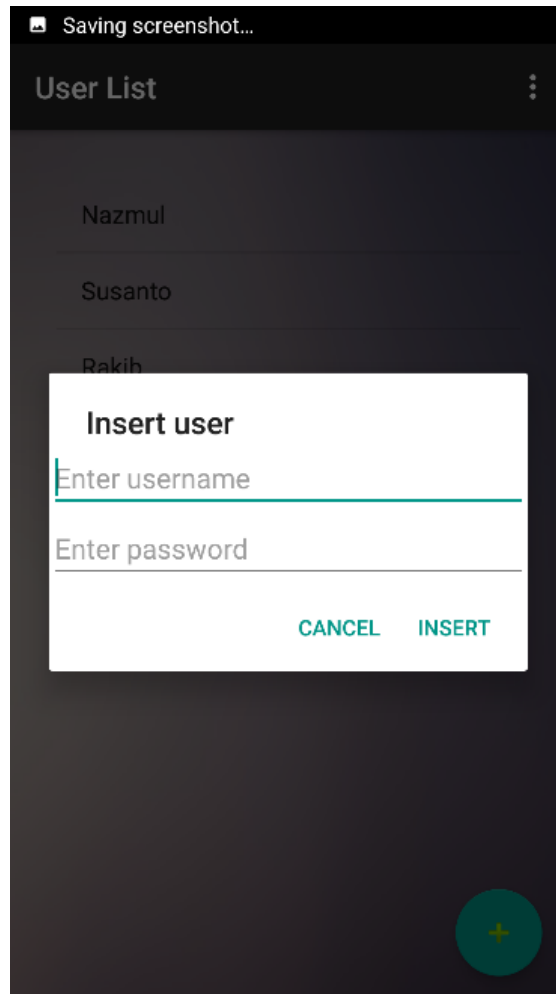 Saving screenshot...
User List
Nazmul
Susanto
Rakib
Insert user
Enter username
Enter password
CANCEL INSERT
+